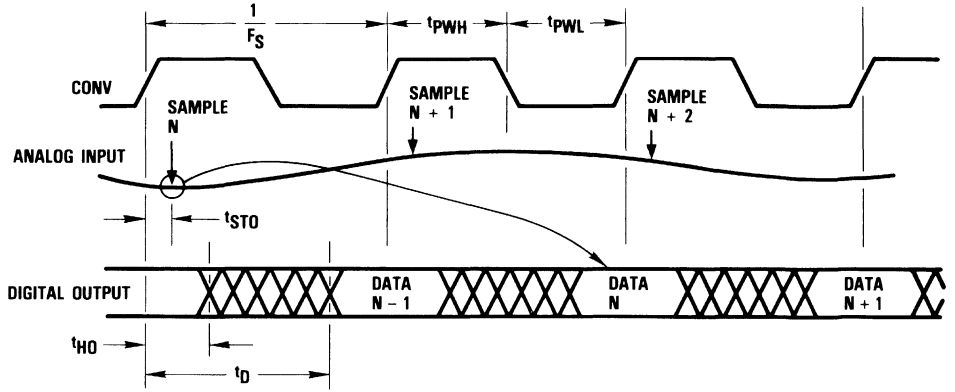 1
FS
tPWH
tPWL
CONV
SAMPLE
N
SAMPLE
N + 1
SAMPLE
N + 2
ANALOG INPUT
tSTO
DIGITAL OUTPUT
DATA
N - 1
DATA
N
DATA
N + 1
tHO
tD